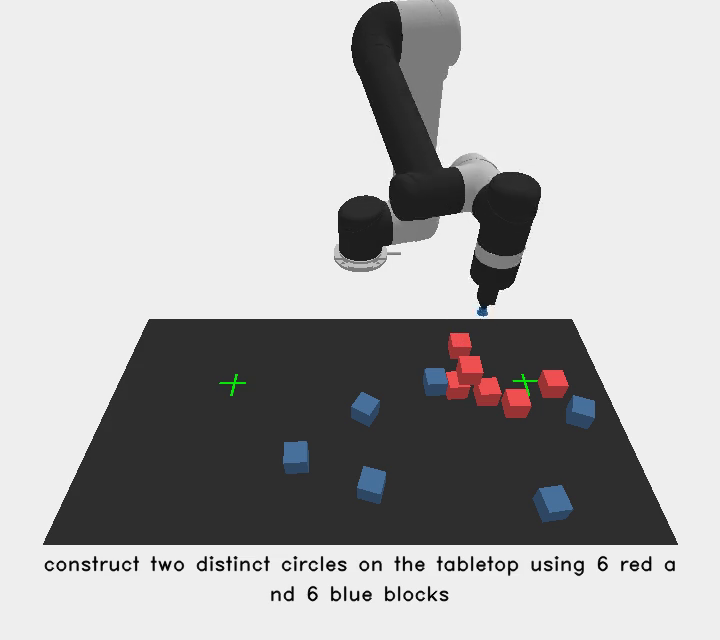 construct two distinct circles on the tabletop using 6 red a
nd 6 blue blocks